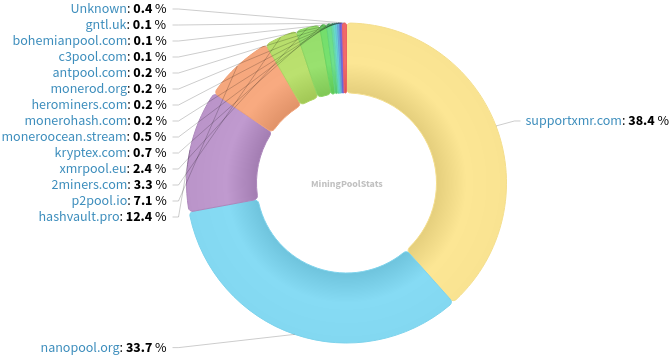 Unknown: 0.4 %
gntl.uk: 0.1 %
bohemianpool.com: 0.1 %
c3pool.com: 0.1 %
antpool.com: 0.2 %
monerod.org: 0.2 %
herominers.com: 0.2 %
monerohash.com: 0.2 %
moneroocean.stream: 0.5 %
kryptex.com: 0.7 %
xmrpool.eu: 2.4 %
2miners.com: 3.3 %
p2pool.io: 7.1 %
hashvault.pro: 12.4 %
nanopool.org: 33.7 %
MiningPoolStats
supportxmr.com: 38.4 %